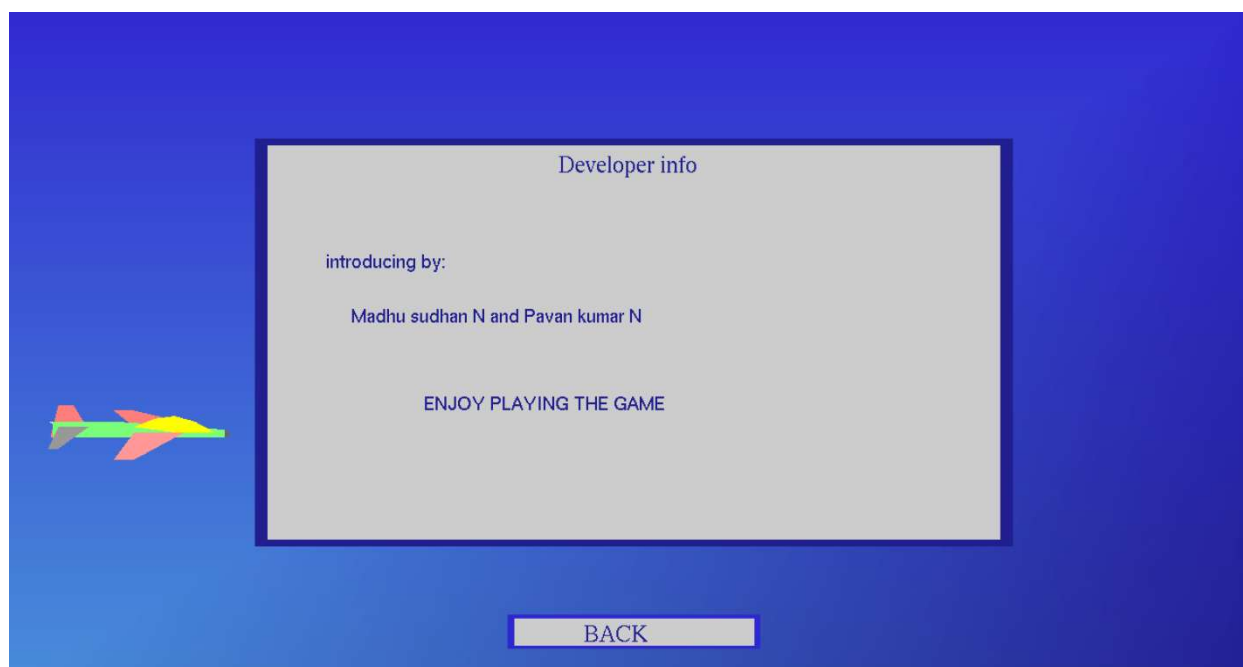 Developer info
introducing by:
Madhu sudhan N and Pavan kumar N
ENJOY PLAYING THE GAME
BACK